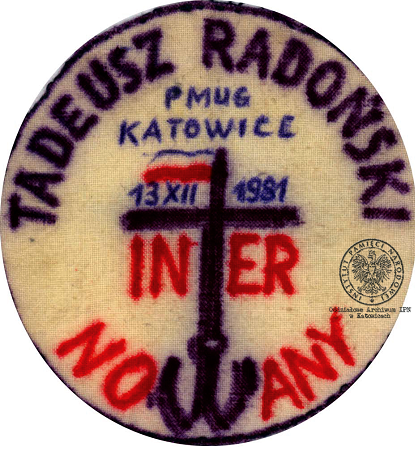 TADEUSZ RADOŃSKI
PMUG
KATOWICE
13 XII 1981
INTER
NOWANY
INSTYTUT PAMIĘCI NARODOWEJ
Oddziałowe Archiwum IPN
w Katowicach